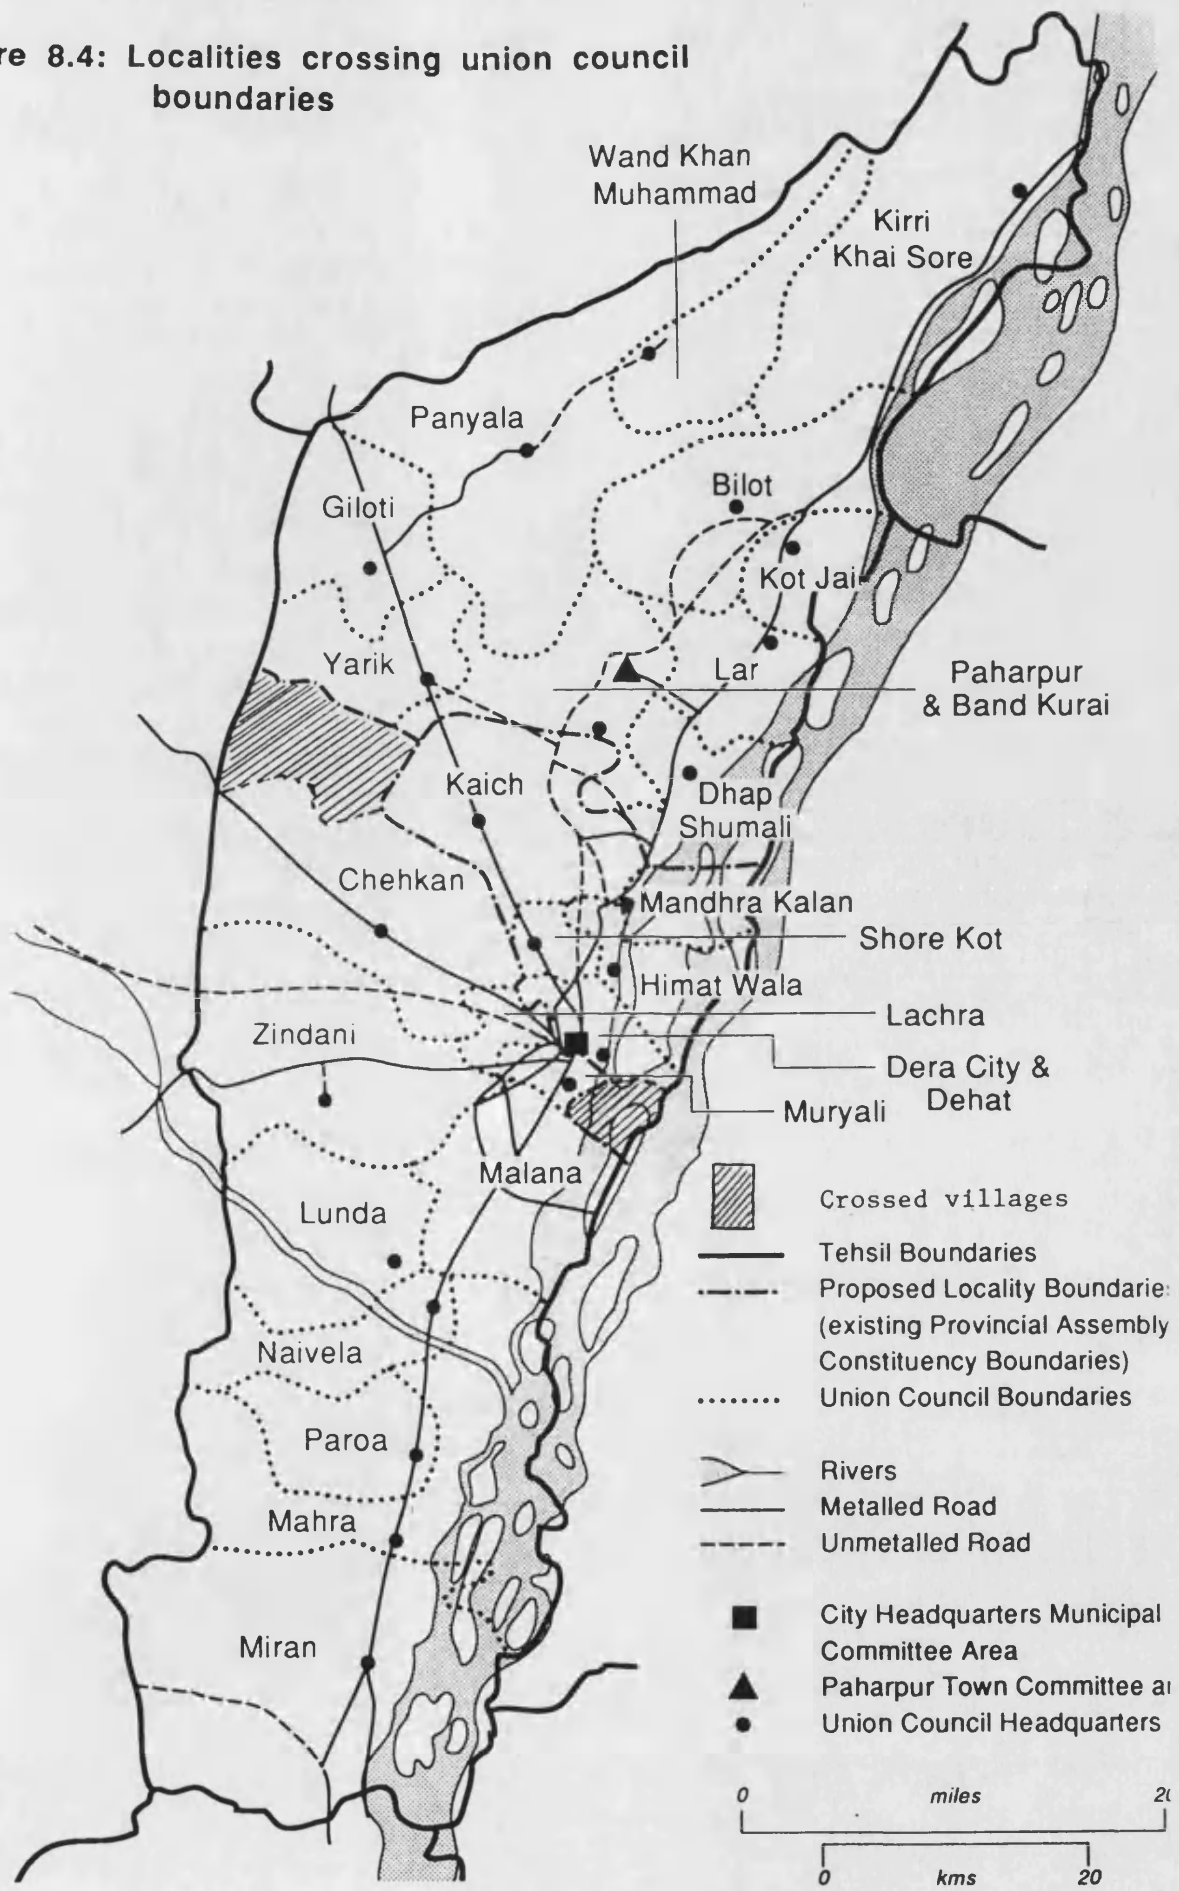 re 8.4: Localities crossing union council
boundaries
Wand Khan
Muhammad
Kirri
Khai Sore
Panyala
Giloti
Bilot
Kot Jai
Yarik
Lar
Paharpur
& Band Kurai
Kaich
Dhap
Shumali
Chehkan
Mandhra Kalan
Shore Kot
Himat Wala
Lachra
Zindani
Dera City &
Dehat
Muryali
Malana
Lunda
Naivela
Paroa
Mahra
Miran
Crossed villages
Tehsil Boundaries
Proposed Locality Boundarie
(existing Provincial Assembly
Constituency Boundaries)
Union Council Boundaries
Rivers
Metalled Road
Unmetalled Road
City Headquarters Municipal
Committee Area
Paharpur Town Committee a
Union Council Headquarters
0 miles 2
0 kms 20